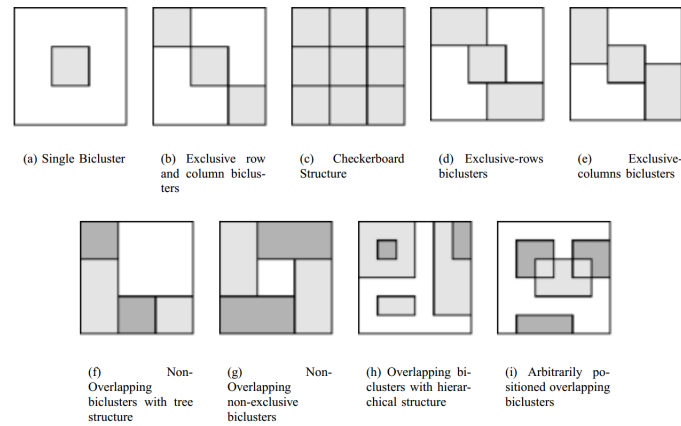 (a) Single Bicluster
(b) Exclusive row
and column biclus-
ters
(c) Checkerboard
Structure
(d) Exclusive-rows
biclusters
(e) Exclusive-
columns biclusters
(f) Non-
Overlapping
biclusters with tree
structure
(g) Non-
Overlapping
non-exclusive
biclusters
(h) Overlapping bi-
clusters with hierar-
chical structure
(i) Arbitrarily po-
sitioned overlapping
biclusters